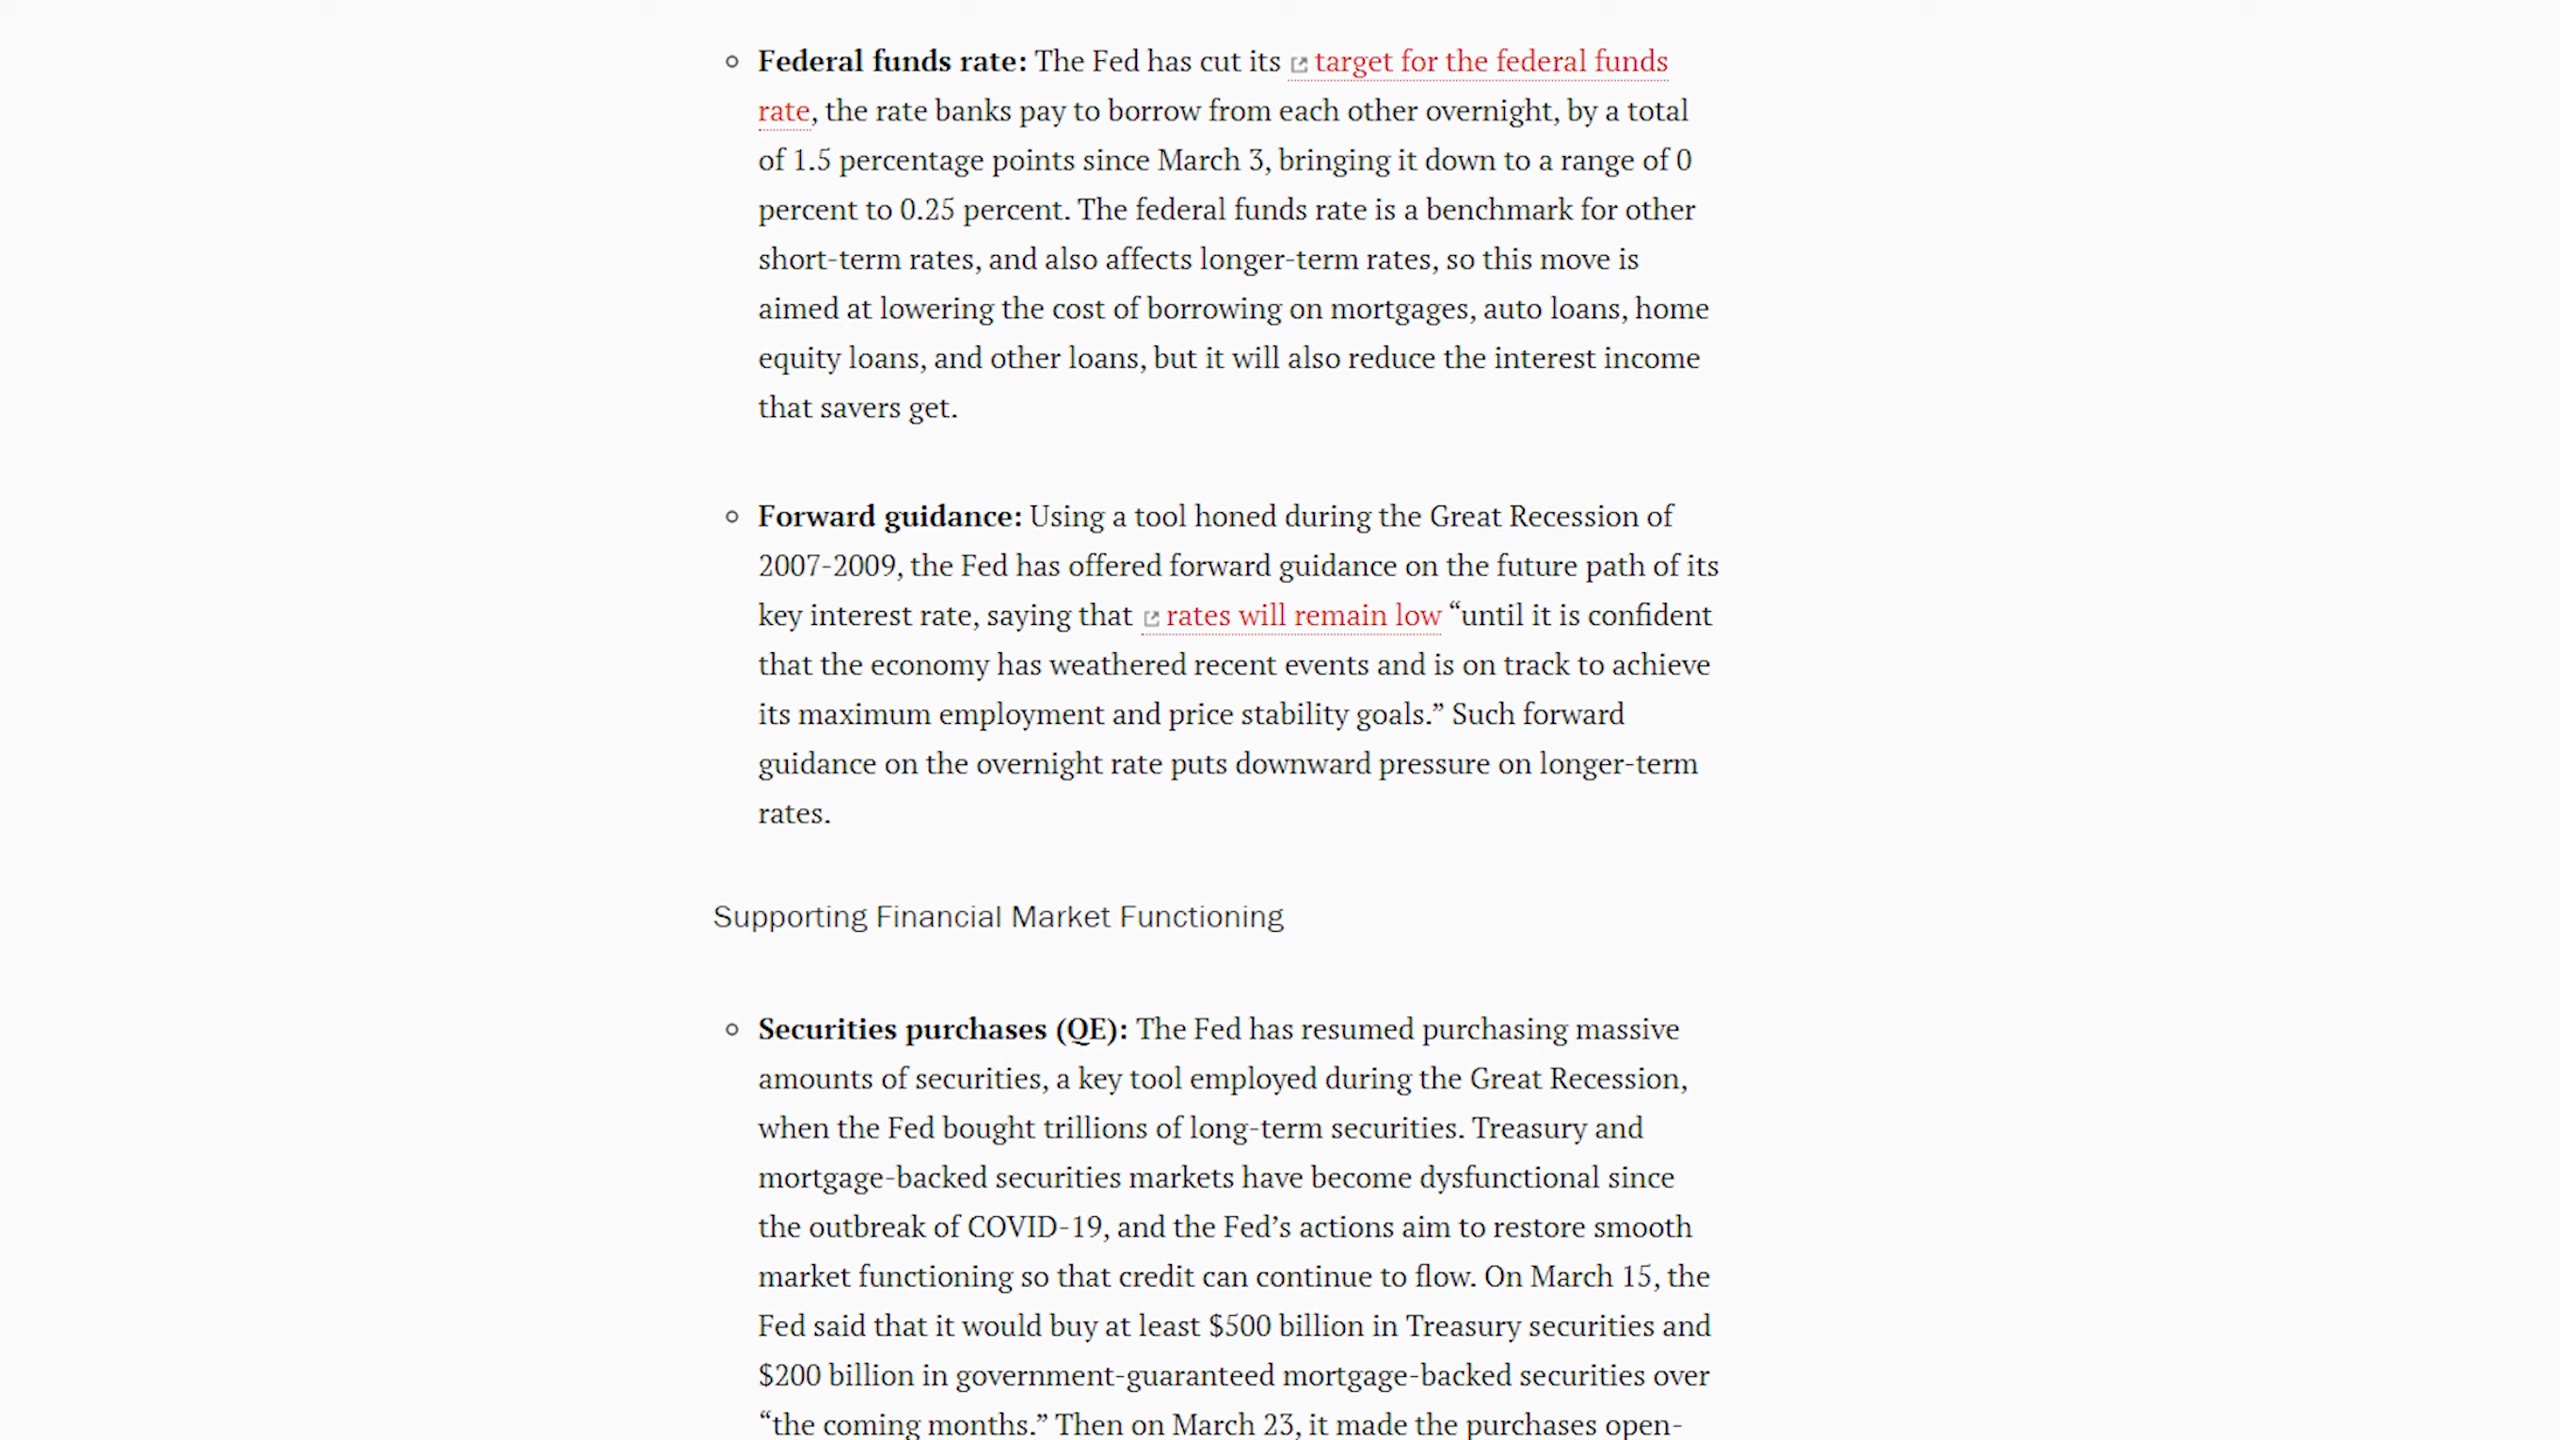 Federal funds rate: The Fed has cut its target for the federal funds
rate, the rate banks pay to borrow from each other overnight, by a total
of 1.5 percentage points since March 3, bringing it down to a range of 0
percent to 0.25 percent. The federal funds rate is a benchmark for other
short-term rates, and also affects longer-term rates, so this move is
aimed at lowering the cost of borrowing on mortgages, auto loans, home
equity loans, and other loans, but it will also reduce the interest income
that savers get.
Forward guidance: Using a tool honed during the Great Recession of
2007-2009, the Fed has offered forward guidance on the future path of its
key interest rate, saying that rates will remain low “until it is confident
that the economy has weathered recent events and is on track to achieve
its maximum employment and price stability goals.” Such forward
guidance on the overnight rate puts downward pressure on longer-term
rates.
Supporting Financial Market Functioning
Securities purchases (QE): The Fed has resumed purchasing massive
amounts of securities, a key tool employed during the Great Recession,
when the Fed bought trillions of long-term securities. Treasury and
mortgage-backed securities markets have become dysfunctional since
the outbreak of COVID-19, and the Fed’s actions aim to restore smooth
market functioning so that credit can continue to flow. On March 15, the
Fed said that it would buy at least $500 billion in Treasury securities and
$200 billion in government-guaranteed mortgage-backed securities over
“the coming months.” Then on March 23, it made the purchases open-